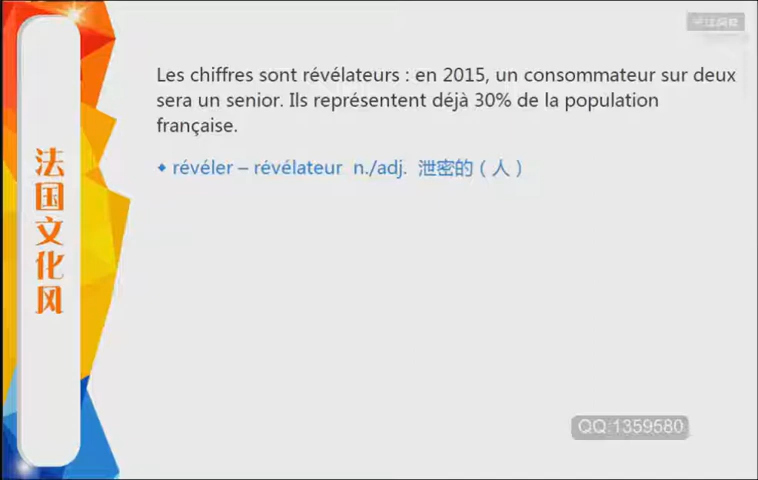 Les chiffres sont révélateurs : en 2015, un consommateur sur deux
sera un senior. Ils représentent déjà 30% de la population
française.
◆ révéler – révélateur n./adj. 泄密的（人）
法国文化风
QQ:1359580